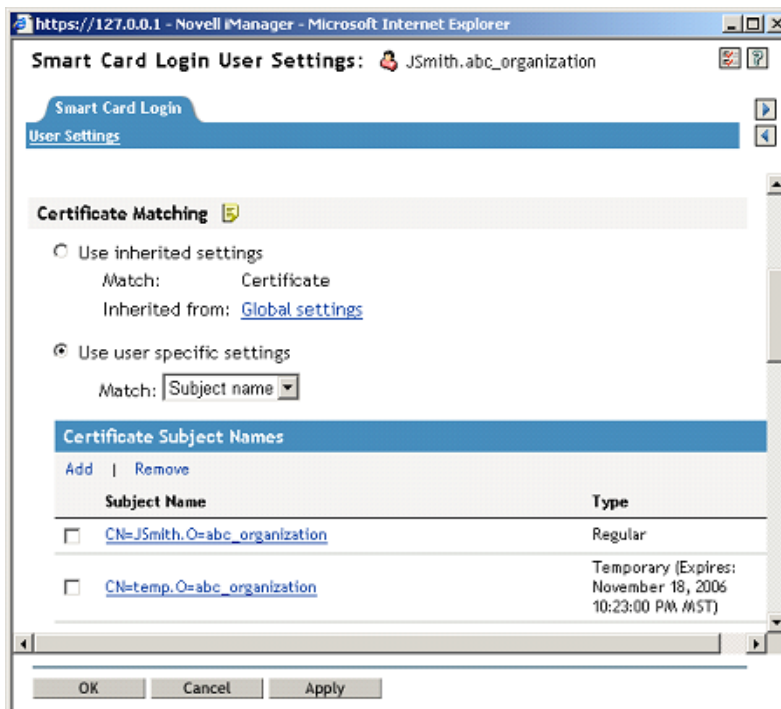 https://127.0.0.1 - Novell iManager - Microsoft Internet Explorer
Smart Card Login User Settings: JSmith.abc_organization
Smart Card Login
User Settings
Certificate Matching
Use inherited settings
Match: Certificate
Inherited from: Global settings
Use user specific settings
Match: Subject name
Certificate Subject Names
Add | Remove
Subject Name Type
CN=JSmith.O=abc_organization Regular
CN=temp.O=abc_organization Temporary (Expires:
November 18, 2006
10:23:00 PM MST)
OK Cancel Apply